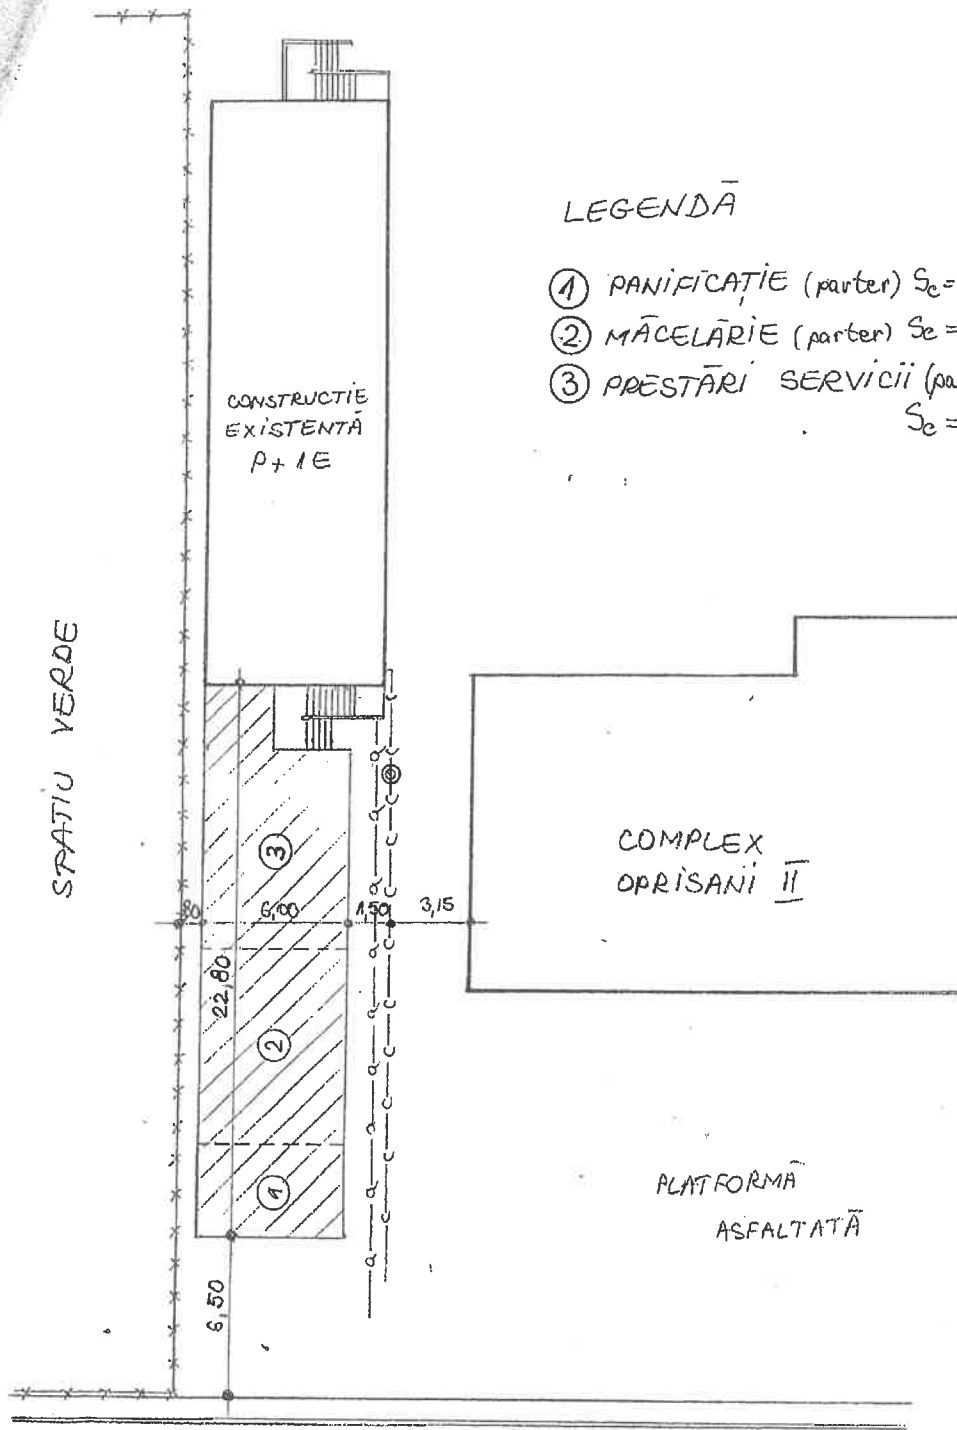 LEGENDĂ
① PANIFICAȚIE (parter) Sc=
② MĂCELĂRIE (parter) Sc =
③ PRESTĂRI SERVICII (pa
Sc =
CONSTRUCTIE
EXISTENTĂ
P+1E
SPATIU VERDE
COMPLEX
OPRISANI II
③
80
6,00
1,50
3,15
22,80
②
①
PLATFORMĂ
ASFALTATĂ
6,50